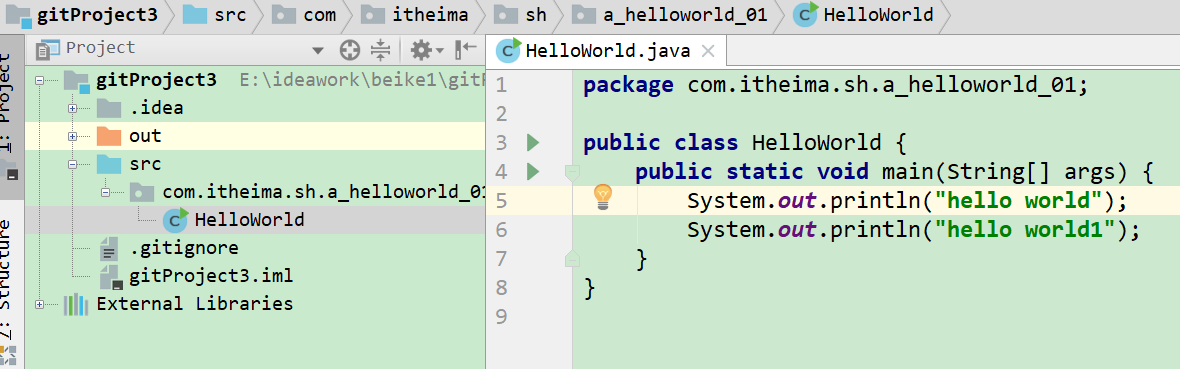 gitProject3 src com itheima sh a_helloworld_01 HelloWorld
1: Project
Project
gitProject3 E:\ideawork\beike1\gitP
.idea
out
src
com.itheima.sh.a_helloworld_01
HelloWorld
.gitignore
gitProject3.iml
External Libraries
7: Structure
HelloWorld.java
1 package com.itheima.sh.a_helloworld_01;
2
3 public class HelloWorld {
4 public static void main(String[] args) {
5 System.out.println("hello world");
6 System.out.println("hello world1");
7 }
8 }
9